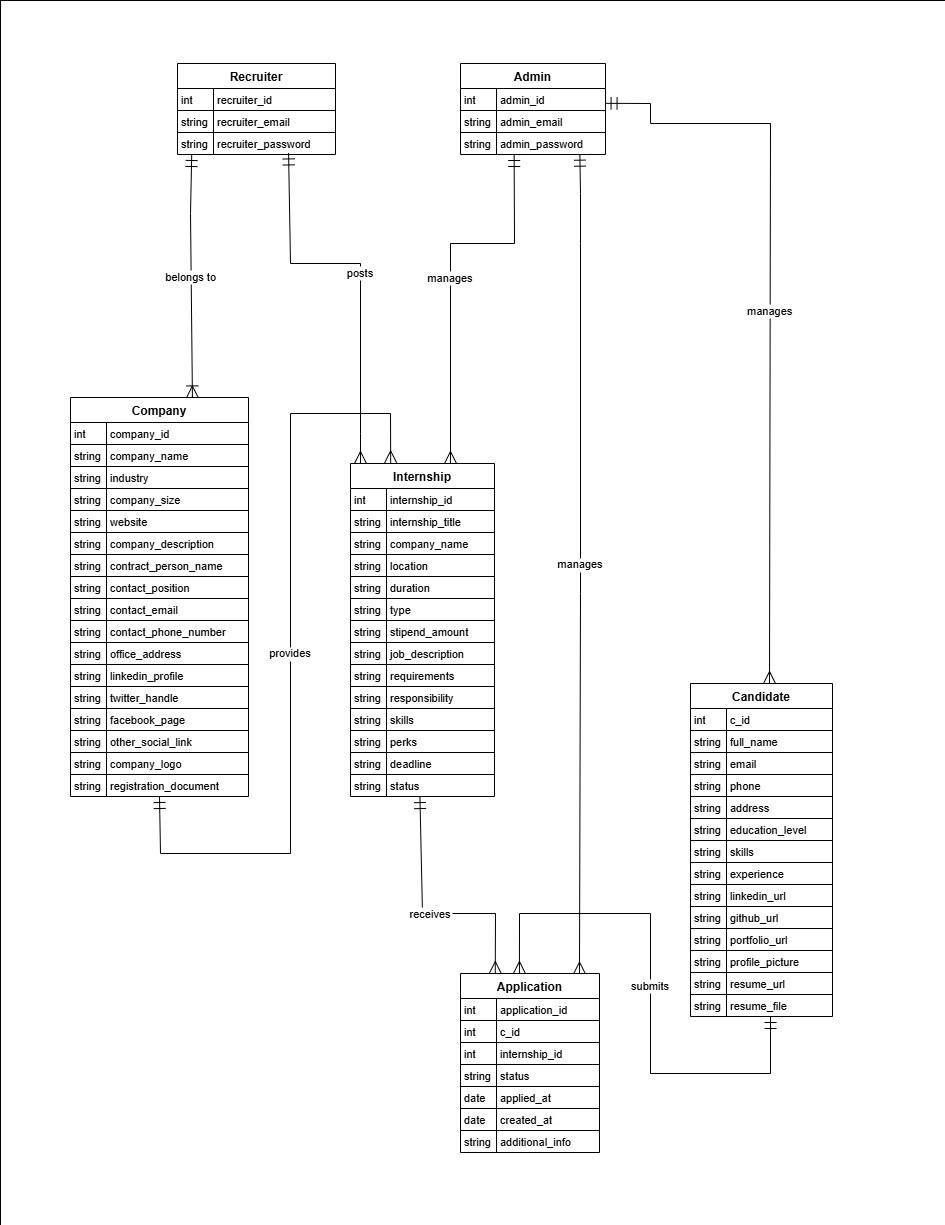 Recruiter
int recruiter_id
string recruiter_email
string recruiter_password
Admin
int admin_id
string admin_email
string admin_password
belongs to
posts
manages
manages
Company
int company_id
string company_name
string industry
string company_size
string website
string company_description
string contract_person_name
string contact_position
string contact_email
string contact_phone_number
string office_address
string linkedin_profile
string twitter_handle
string facebook_page
string other_social_link
string company_logo
string registration_document
provides
Internship
int internship_id
string internship_title
string company_name
string location
string duration
string type
string stipend_amount
string job_description
string requirements
string responsibility
string skills
string perks
string deadline
string status
manages
Candidate
int c_id
string full_name
string email
string phone
string address
string education_level
string skills
string experience
string linkedin_url
string github_url
string portfolio_url
string profile_picture
string resume_url
string resume_file
receives
submits
Application
int application_id
int c_id
int internship_id
string status
date applied_at
date created_at
string additional_info